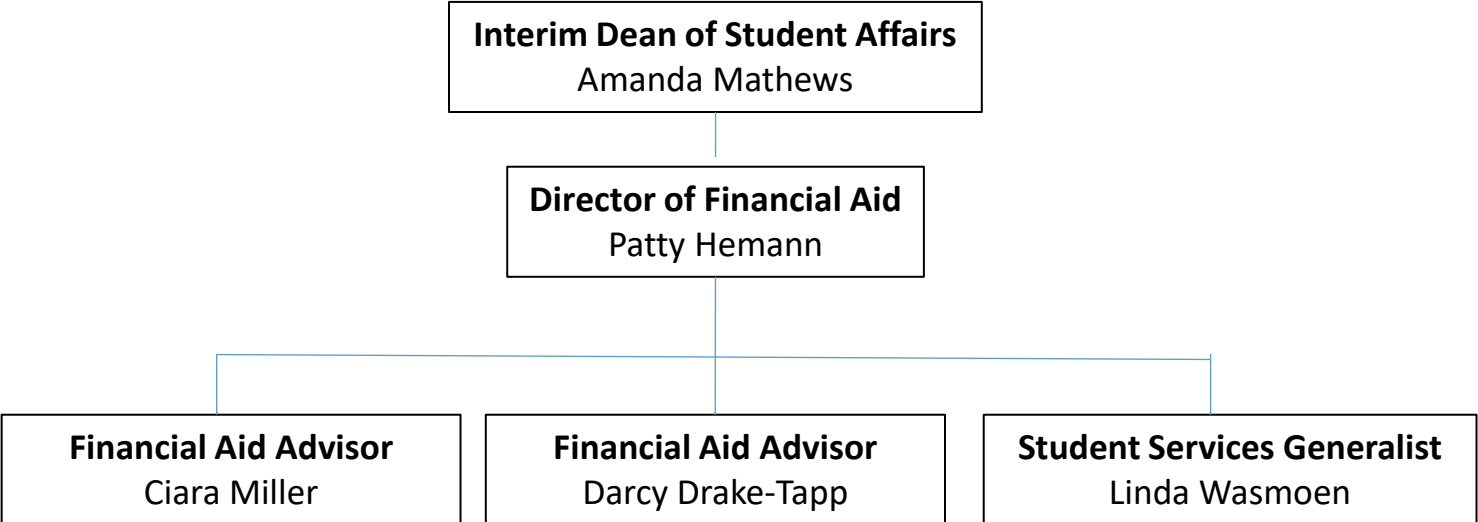 Interim Dean of Student Affairs
Amanda Mathews
Director of Financial Aid
Patty Hemann
Financial Aid Advisor
Ciara Miller
Financial Aid Advisor
Darcy Drake-Tapp
Student Services Generalist
Linda Wasmoen